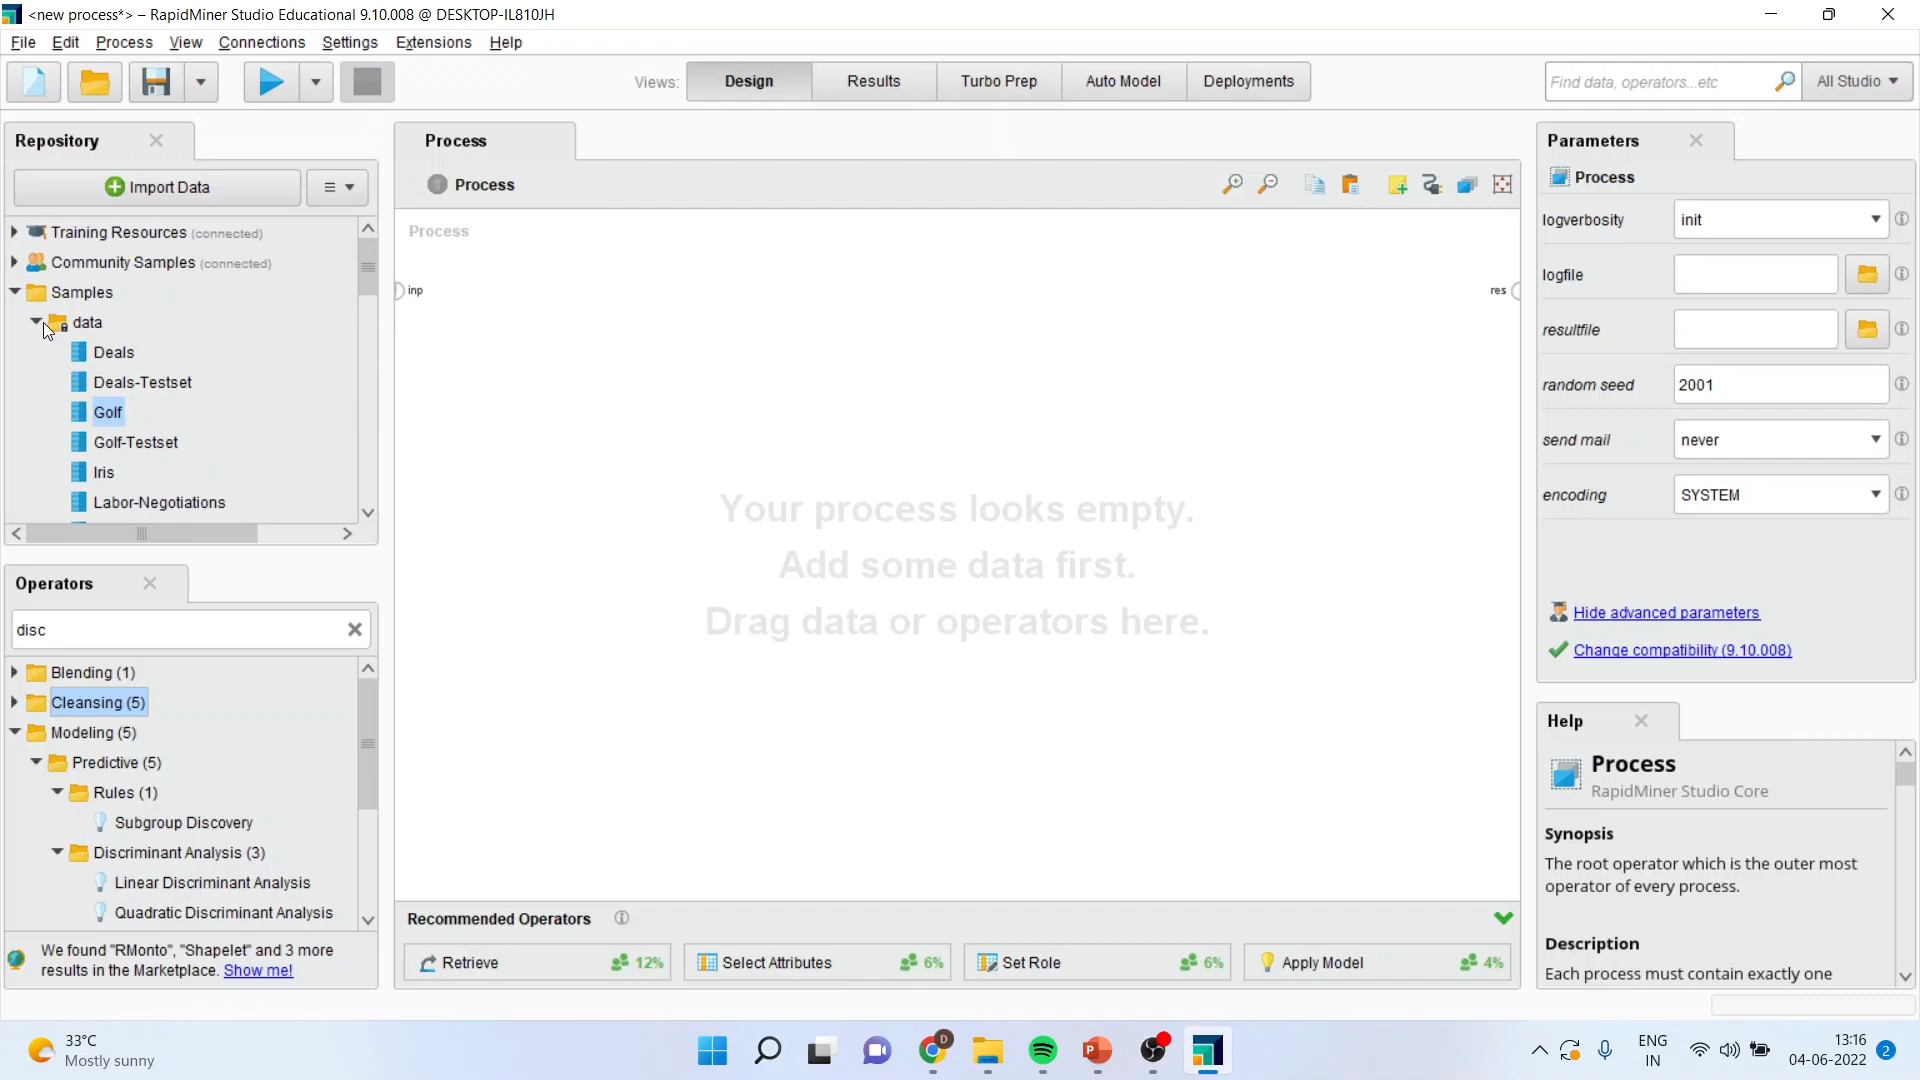 <new process*> – RapidMiner Studio Educational 9.10.008 @ DESKTOP-IL810JH
File Edit Process View Connections Settings Extensions Help
Views: Design Results Turbo Prep Auto Model Deployments
Find data, operators...etc
All Studio
Repository
Import Data
Training Resources (connected)
Community Samples (connected)
Samples
data
Deals
Deals-Testset
Golf
Golf-Testset
Iris
Labor-Negotiations
Operators
disc
Blending (1)
Cleansing (5)
Modeling (5)
Predictive (5)
Rules (1)
Subgroup Discovery
Discriminant Analysis (3)
Linear Discriminant Analysis
Quadratic Discriminant Analysis
We found "RMonto", "Shapelet" and 3 more
results in the Marketplace. Show me!
Process
Process
Process
inp
res
Your process looks empty.
Add some data first.
Drag data or operators here.
Recommended Operators
Retrieve 12%
Select Attributes 6%
Set Role 6%
Apply Model 4%
Parameters
Process
logverbosity init
logfile
resultfile
random seed 2001
send mail never
encoding SYSTEM
Hide advanced parameters
Change compatibility (9.10.008)
Help
Process
RapidMiner Studio Core
Synopsis
The root operator which is the outer most
operator of every process.
Description
Each process must contain exactly one
33°C
Mostly sunny
D
ENG
IN
13:16
04-06-2022
2